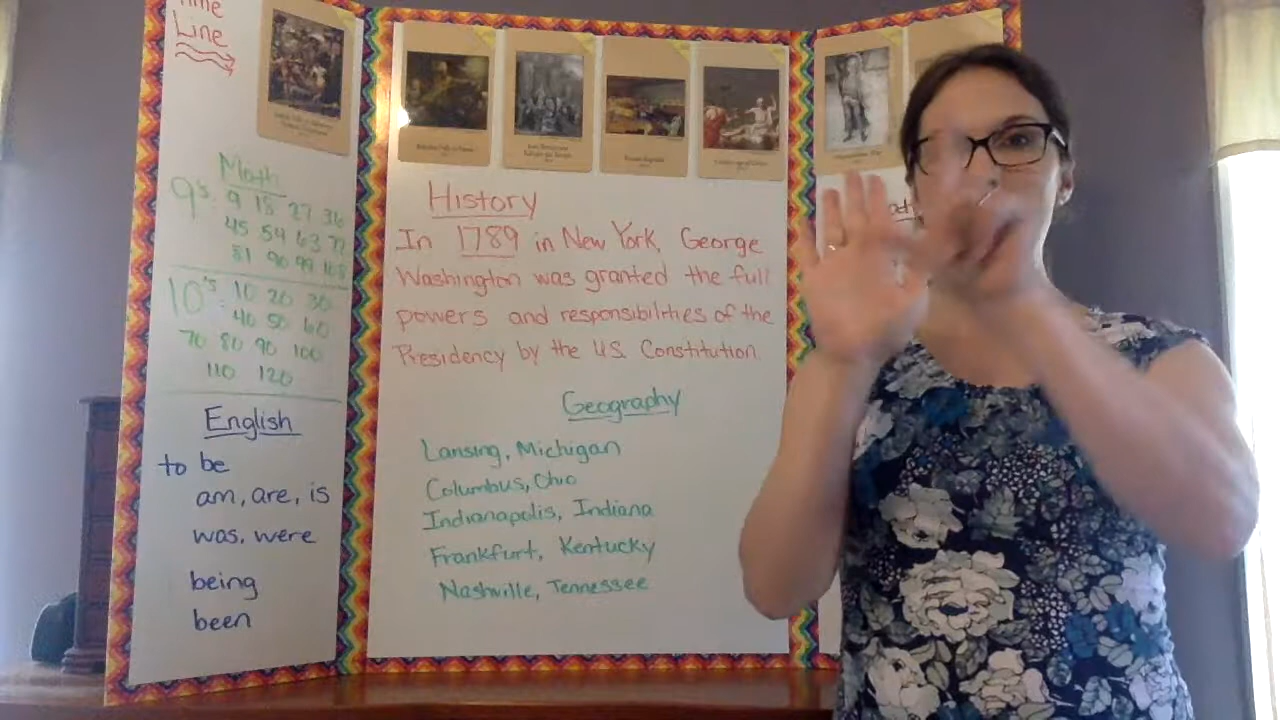 Time
Line
Math
9's 9 18 27 36
45 54 63 72
81 90 99 108
10's 10 20 30
40 50 60
70 80 90 100
110 120
English
to be
am, are, is
was, were
being
been
History
In 1789 in New York, George
Washington was granted the full
powers and responsibilities of the
Presidency by the U.S. Constitution
Geography
Lansing, Michigan
Columbus, Ohio
Indianapolis, Indiana
Frankfurt, Kentucky
Nashville, Tennessee